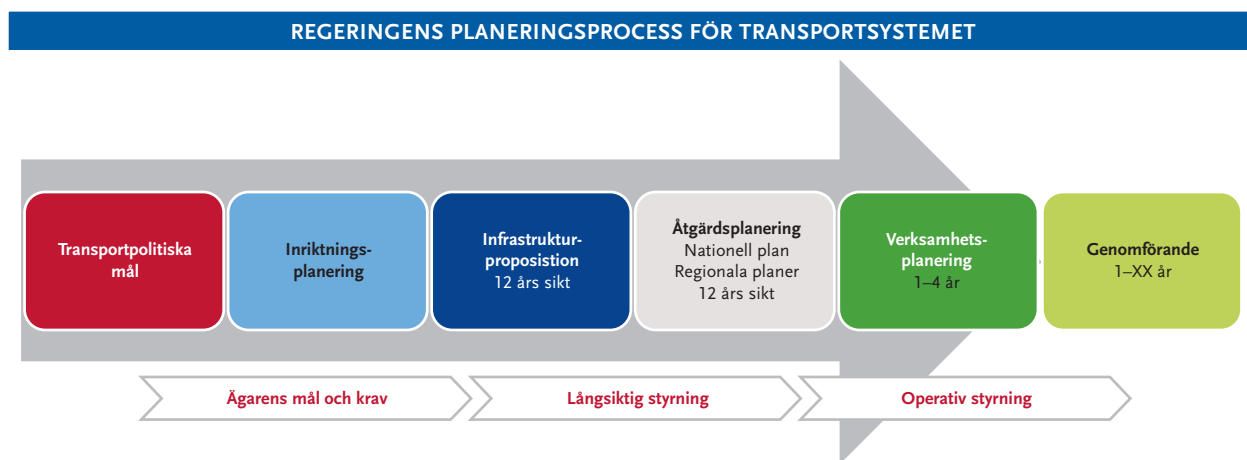 REGERINGENS PLANERINGSPROCESS FÖR TRANSPORTSYSTEMET
Transportpolitiska
mål
Inriktnings-
planering
Infrastruktur-
proposistion
12 års sikt
Åtgärdsplanering
Nationell plan
Regionala planer
12 års sikt
Verksamhets-
planering
1–4 år
Genomförande
1–XX år
Ägarens mål och krav
Långsiktig styrning
Operativ styrning